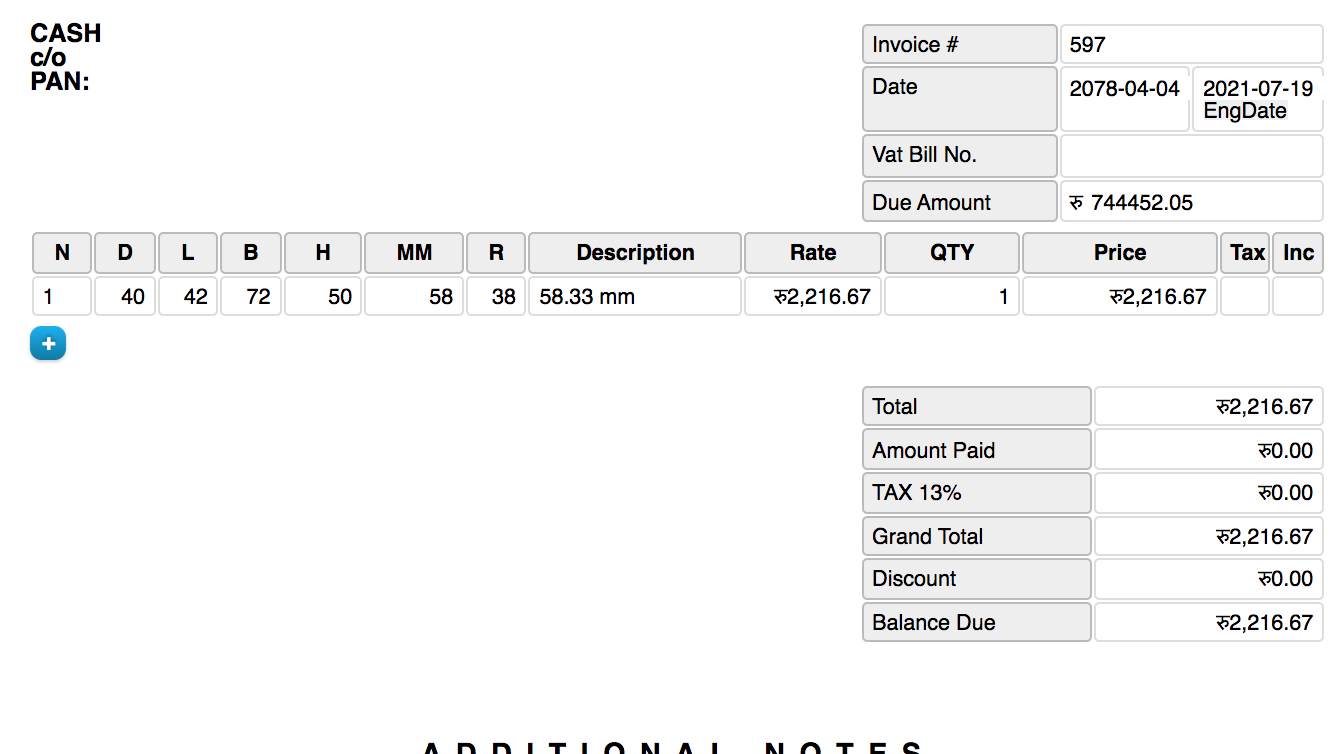 CASH
c/o
PAN:
Invoice # 597
Date 2078-04-04 2021-07-19
EngDate
Vat Bill No.
Due Amount रु 744452.05
N D L B H MM R Description Rate QTY Price Tax Inc
1 40 42 72 50 58 38 58.33 mm रु2,216.67 1 रु2,216.67
+
Total रु2,216.67
Amount Paid रु0.00
TAX 13% रु0.00
Grand Total रु2,216.67
Discount रु0.00
Balance Due रु2,216.67
ADDITIONAL NOTES